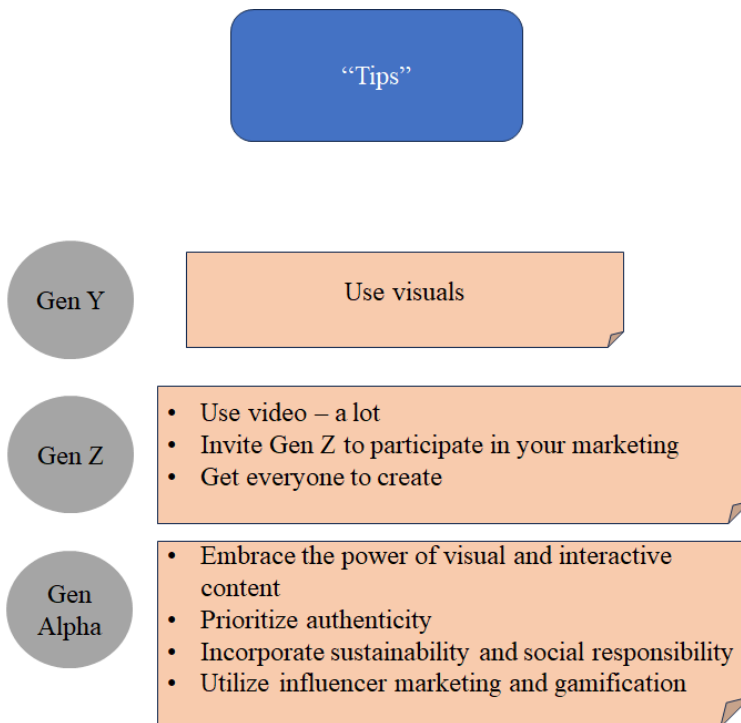 “Tips”
Gen Y
Use visuals
Gen Z
• Use video – a lot
• Invite Gen Z to participate in your marketing
• Get everyone to create
Gen
Alpha
• Embrace the power of visual and interactive
content
• Prioritize authenticity
• Incorporate sustainability and social responsibility
• Utilize influencer marketing and gamification